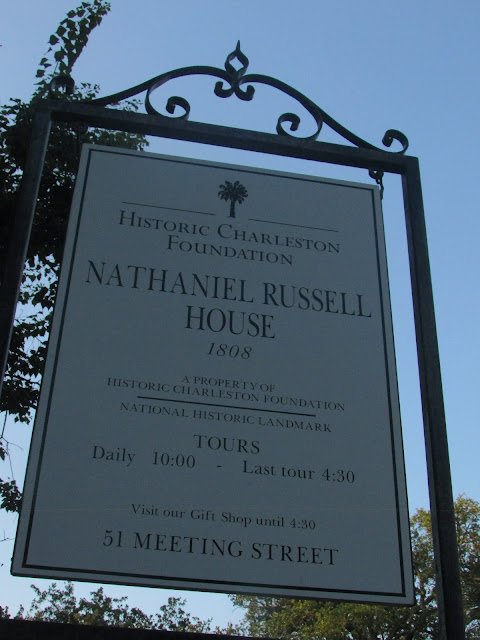 HISTORIC CHARLESTON
FOUNDATION
NATHANIEL RUSSELL
HOUSE
1808
A PROPERTY OF
HISTORIC CHARLESTON FOUNDATION
NATIONAL HISTORIC LANDMARK
TOURS
Daily 10:00 - Last tour 4:30
Visit our Gift Shop until 4:30
51 MEETING STREET